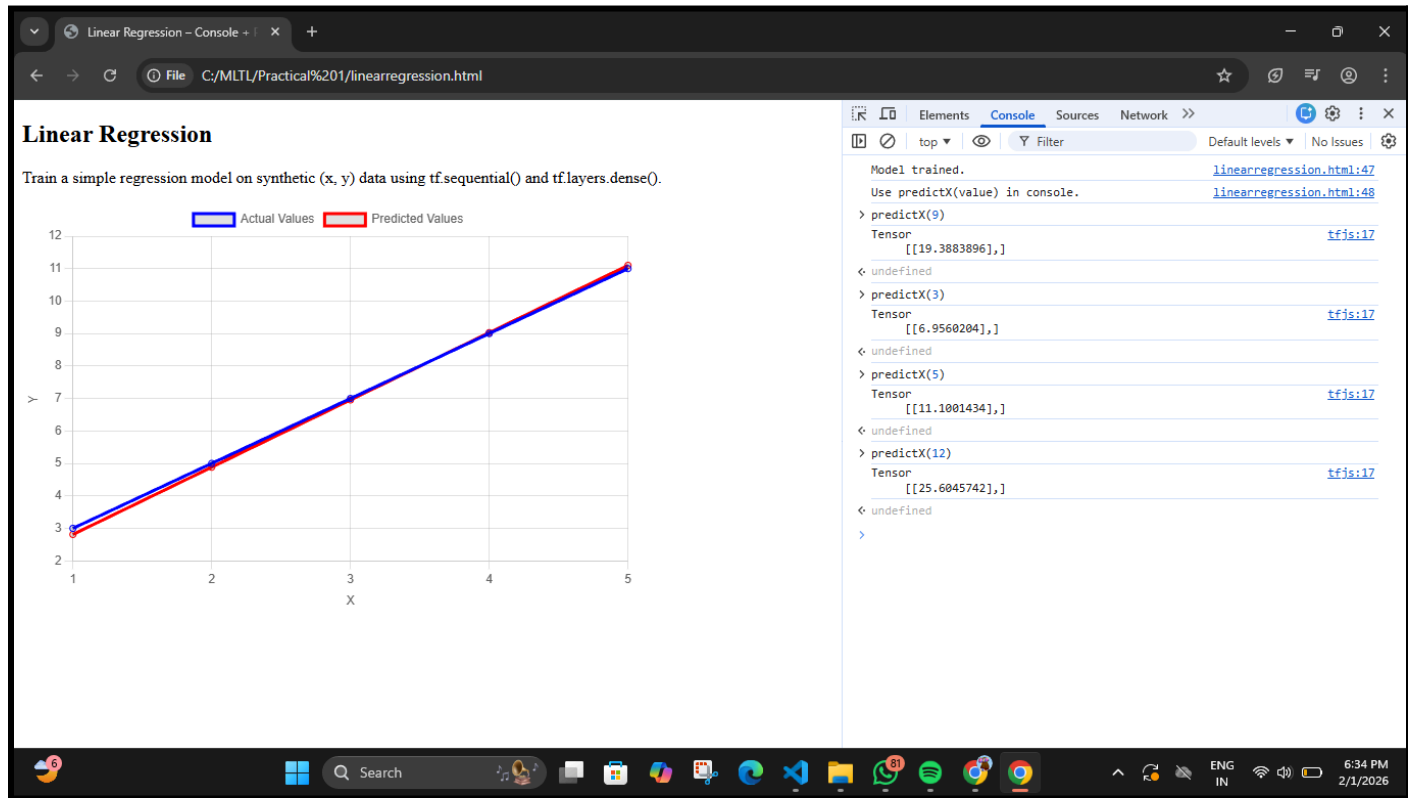 Linear Regression – Console +
File C:/MLTL/Practical%201/linearregression.html
Linear Regression
Train a simple regression model on synthetic (x, y) data using tf.sequential() and tf.layers.dense().
Actual Values Predicted Values
12
11
10
9
8
7
6
5
4
3
2
Y
1 2 3 4 5
X
Elements Console Sources Network
top Filter Default levels No Issues
Model trained. linearregression.html:47
Use predictX(value) in console. linearregression.html:48
> predictX(9)
Tensor tfjs:17
[[19.3883896],]
undefined
> predictX(3)
Tensor tfjs:17
[[6.9560204],]
undefined
> predictX(5)
Tensor tfjs:17
[[11.1001434],]
undefined
> predictX(12)
Tensor tfjs:17
[[25.6045742],]
undefined
>
6
Search
81
ENG
IN
6:34 PM
2/1/2026